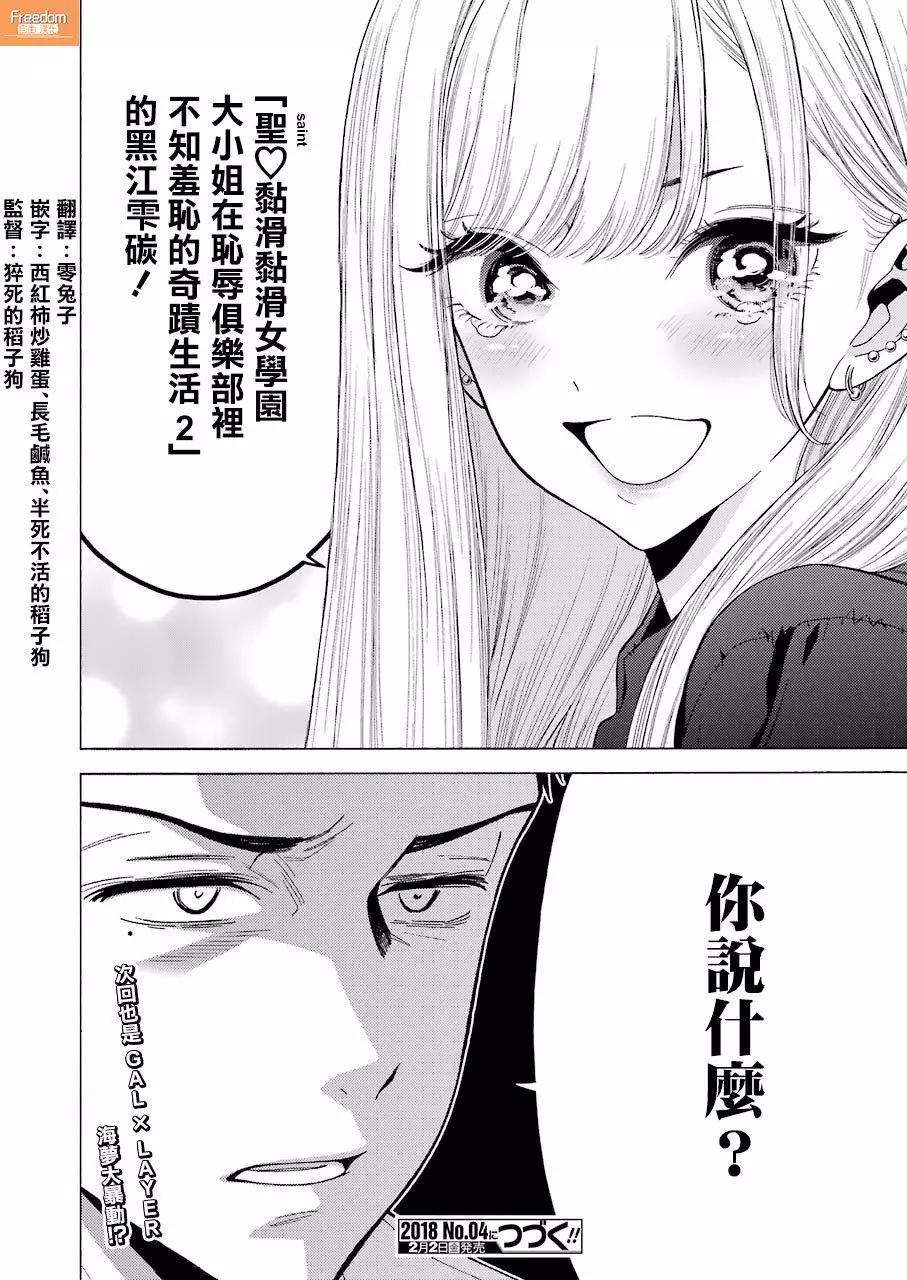 Freedom
saint
「聖♡黏滑黏滑女學園
大小姐在恥辱俱樂部裡
不知羞恥的奇蹟生活2」
的黑江雫碳！
翻譯：零兔子
嵌字：西紅柿炒雞蛋、長毛鹹魚、半死不活的稻子狗
監督：猝死的稻子狗
你說什麼？
次回也是GAL×LAYER
海夢大暴動!?
2018 No.04に
2月2日金発売
つづく!!